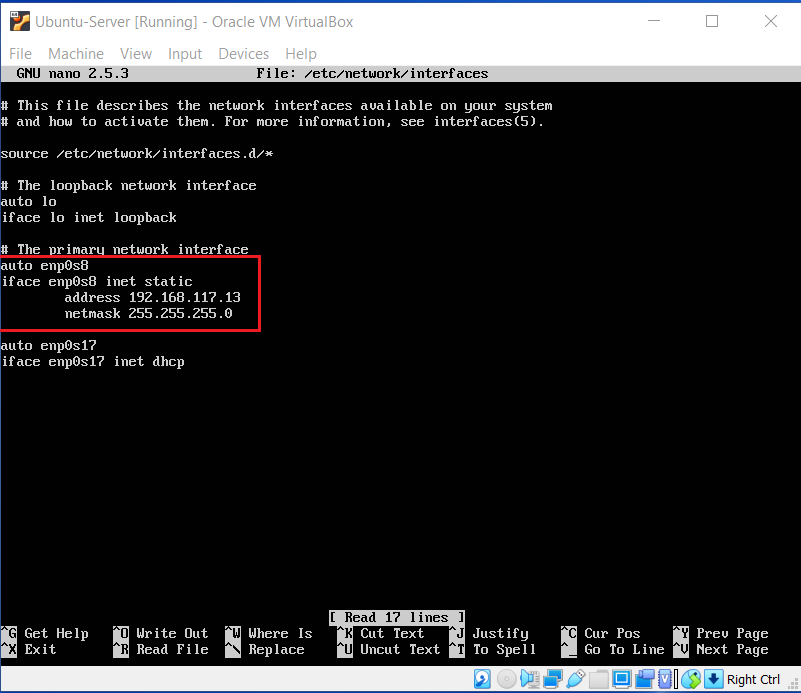 Ubuntu-Server [Running] - Oracle VM VirtualBox
File Machine View Input Devices Help
GNU nano 2.5.3 File: /etc/network/interfaces
# This file describes the network interfaces available on your system
# and how to activate them. For more information, see interfaces(5).
source /etc/network/interfaces.d/*
# The loopback network interface
auto lo
iface lo inet loopback
# The primary network interface
auto enp0s8
iface enp0s8 inet static
address 192.168.117.13
netmask 255.255.255.0
auto enp0s17
iface enp0s17 inet dhcp
[ Read 17 lines ]
^G Get Help ^O Write Out ^W Where Is ^K Cut Text ^J Justify ^C Cur Pos ^Y Prev Page
^X Exit ^R Read File ^\ Replace ^U Uncut Text ^T To Spell ^_ Go To Line ^V Next Page
Right Ctrl